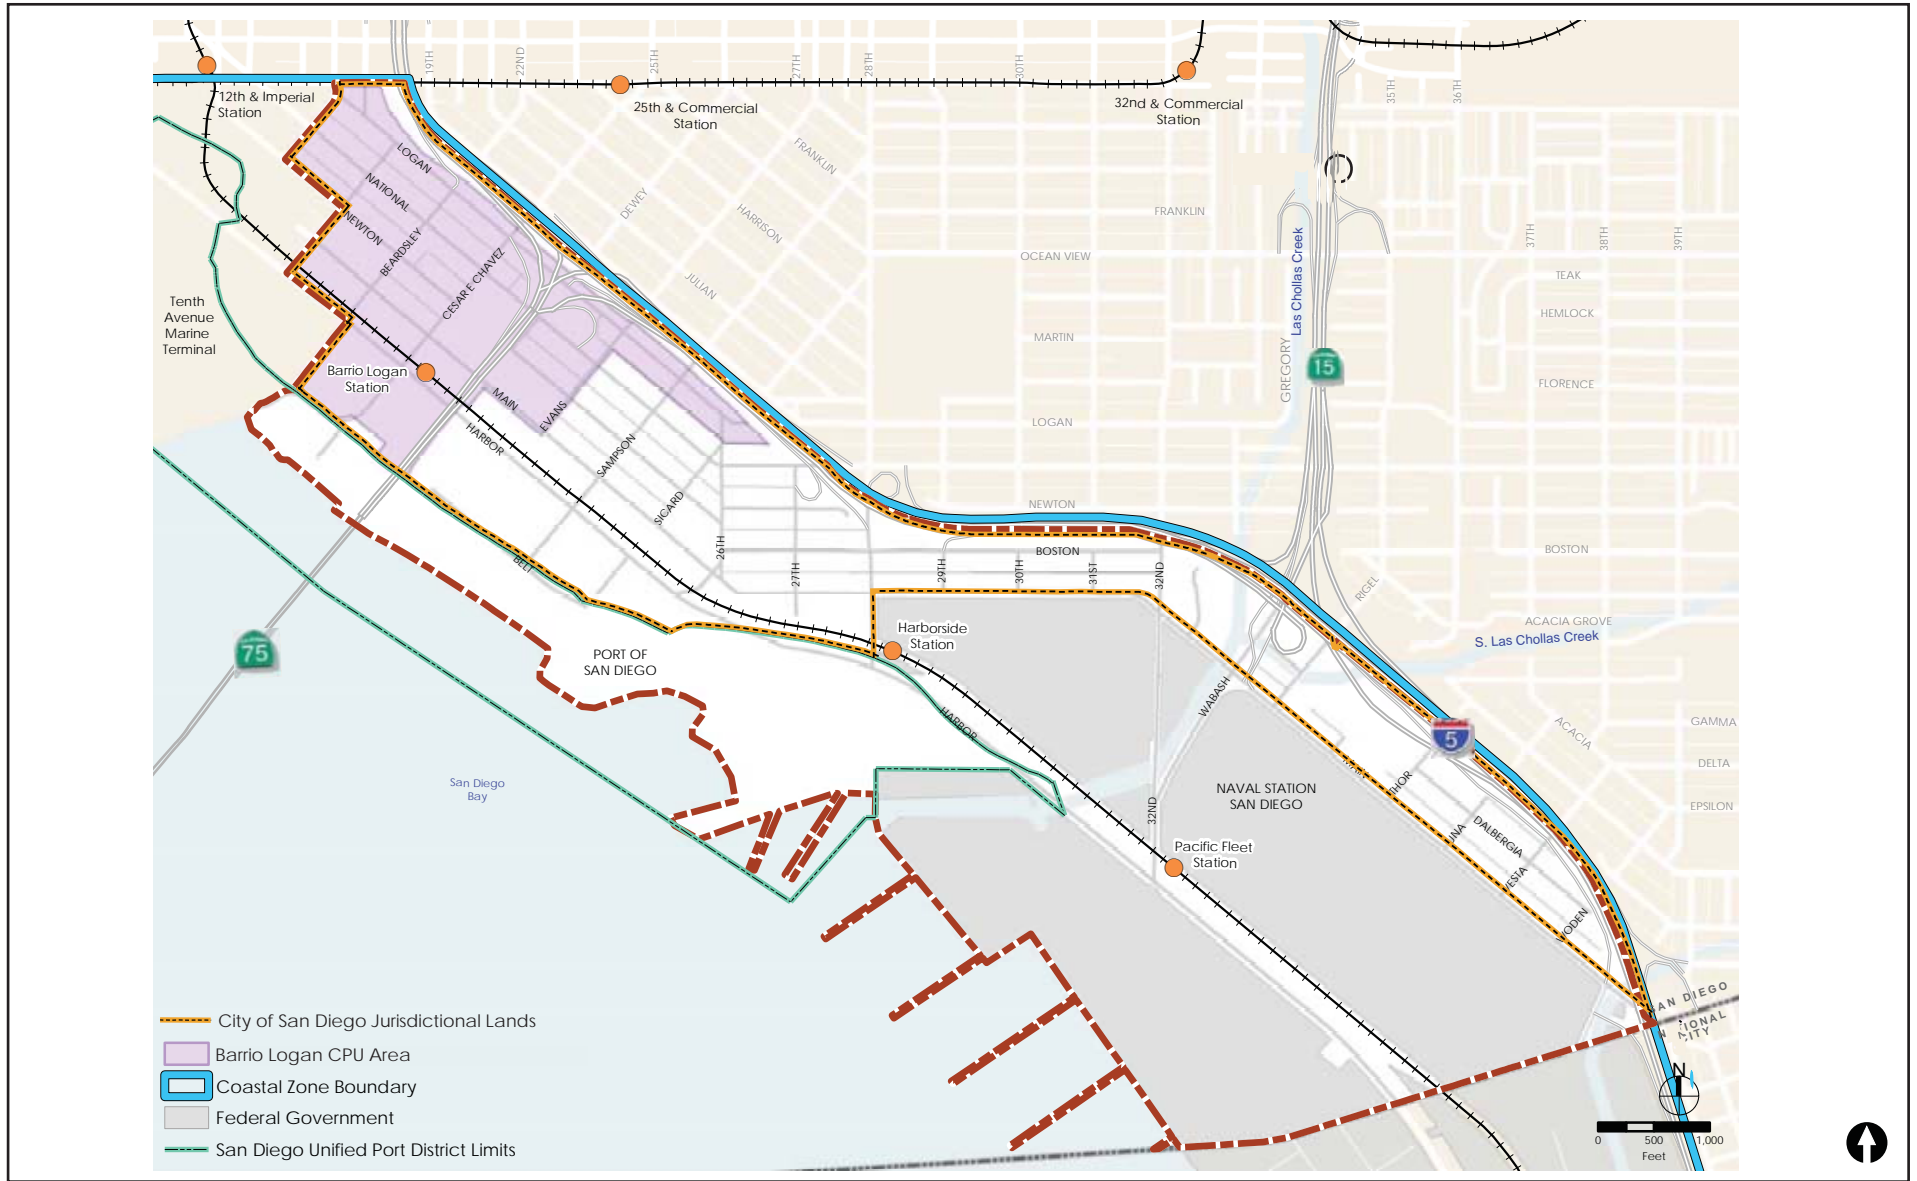 19TH
22ND
25TH
27TH
28TH
30TH
35TH
36TH
12th & Imperial
Station
25th & Commercial
Station
32nd & Commercial
Station
LOGAN
NATIONAL
NEWTON
BEARDSLEY
CESAR E CHAVEZ
FRANKLIN
DEWEY
HARRISON
JULIAN
FRANKLIN
OCEAN VIEW
MARTIN
LOGAN
NEWTON
GREGORY
Las Chollas Creek
37TH
38TH
39TH
TEAK
HEMLOCK
FLORENCE
15
Tenth
Avenue
Marine
Terminal
Barrio Logan
Station
MAIN
EVANS
HARBOR
SAMPSON
SICARD
BELT
26TH
27TH
29TH
30TH
31ST
32ND
BOSTON
BOSTON
RIGEL
ACACIA GROVE
S. Las Chollas Creek
Harborside
Station
PORT OF
SAN DIEGO
75
HARBOR
WABASH
5
ACACIA
GAMMA
DELTA
EPSILON
San Diego
Bay
NAVAL STATION
SAN DIEGO
32ND
THOR
DALBERGIA
Pacific Fleet
Station
City of San Diego Jurisdictional Lands
Barrio Logan CPU Area
Coastal Zone Boundary
Federal Government
San Diego Unified Port District Limits
DIEGO
N
0 500 1,000
Feet